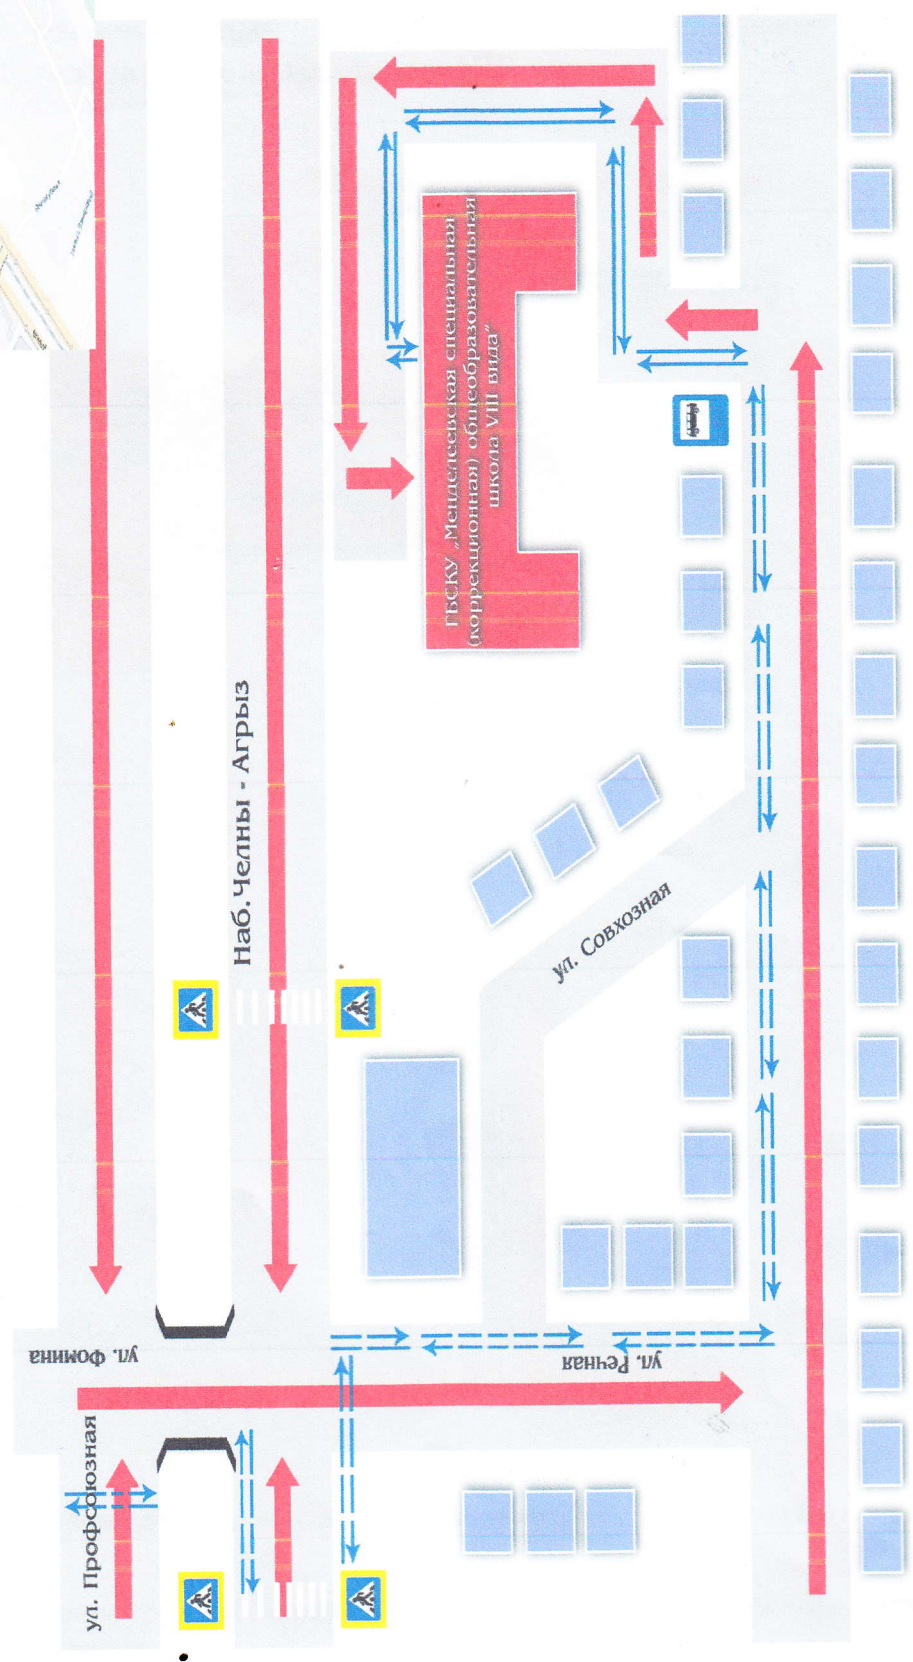 ГБСКУ „Менделеевская специальная
(коррекционная) общеобразовательная
школа VIII вида“
Наб. Челны - Агрыз
ул. Совхозная
ул. Фомина
ул. Речная
ул. Профсоюзная